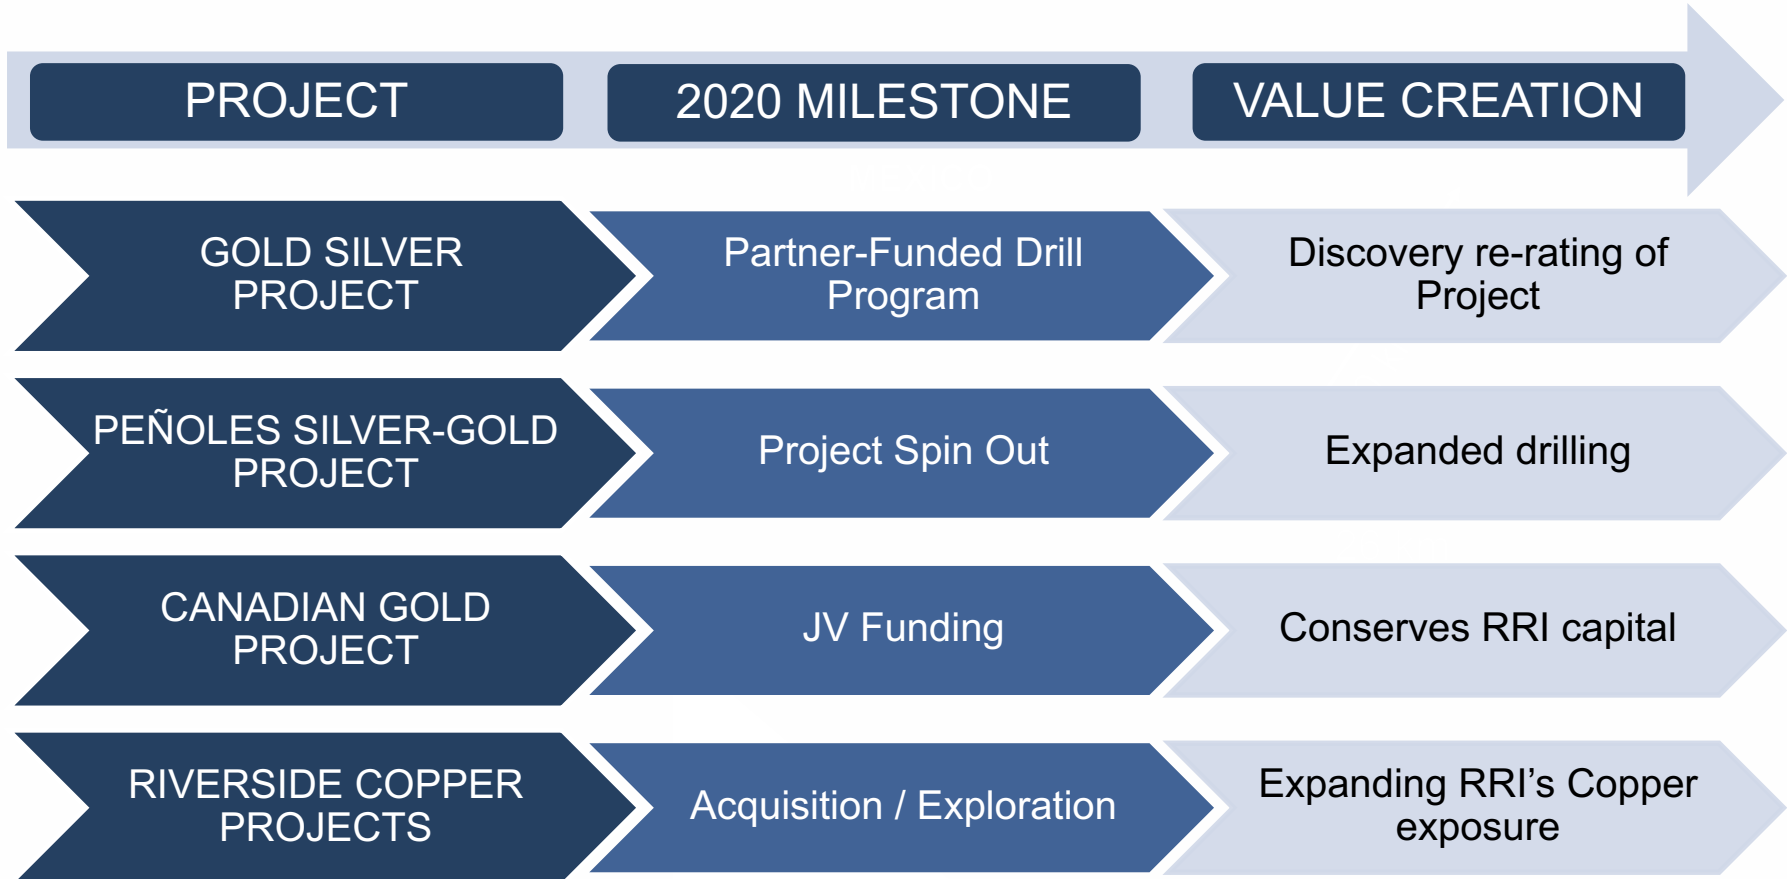 PROJECT
2020 MILESTONE
VALUE CREATION
GOLD SILVER
PROJECT
Partner-Funded Drill
Program
Discovery re-rating of
Project
PEÑOLES SILVER-GOLD
PROJECT
Project Spin Out
Expanded drilling
CANADIAN GOLD
PROJECT
JV Funding
Conserves RRI capital
RIVERSIDE COPPER
PROJECTS
Acquisition / Exploration
Expanding RRI’s Copper
exposure